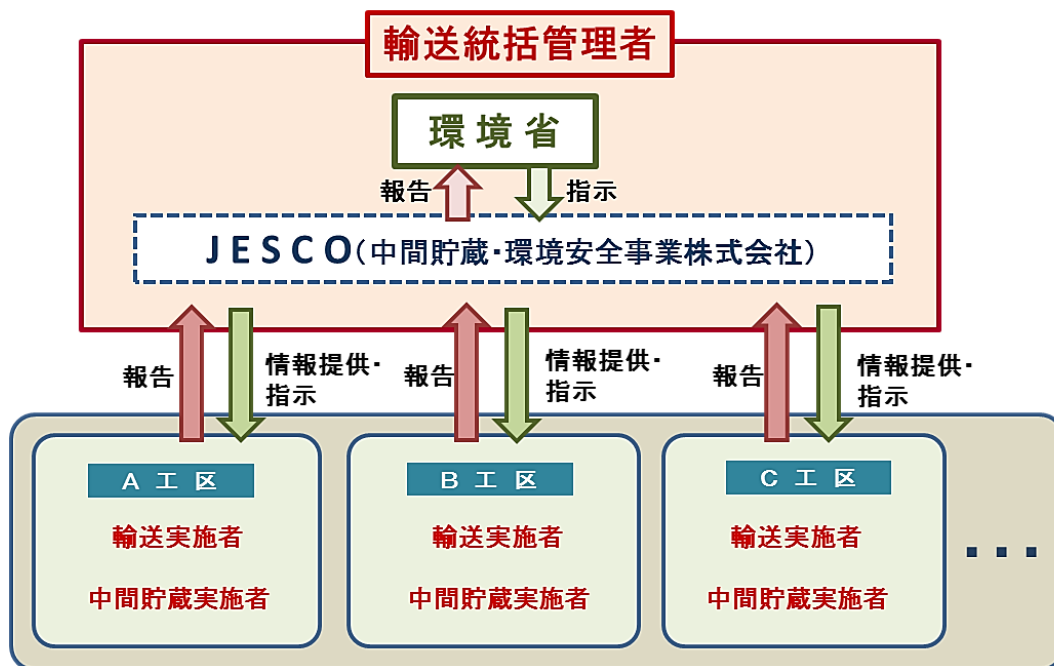 輸送統括管理者
環境省
報告 指示
JESCO(中間貯蔵・環境安全事業株式会社)
報告 情報提供・
指示
報告 情報提供・
指示
報告 情報提供・
指示
A工区
輸送実施者
中間貯蔵実施者
B工区
輸送実施者
中間貯蔵実施者
C工区
輸送実施者
中間貯蔵実施者
・・・